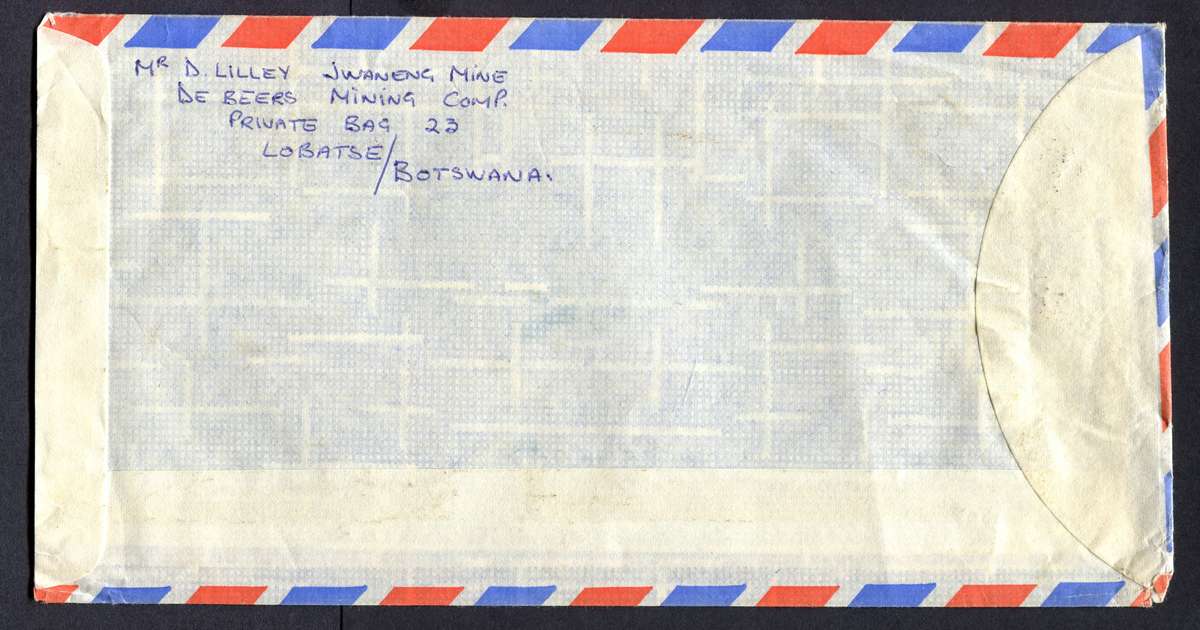 Mr D. LILLEY JWANENG MINE
DE BEERS MINING COMP.
PRIVATE BAG 23
LOBATSE/
BOTSWANA.